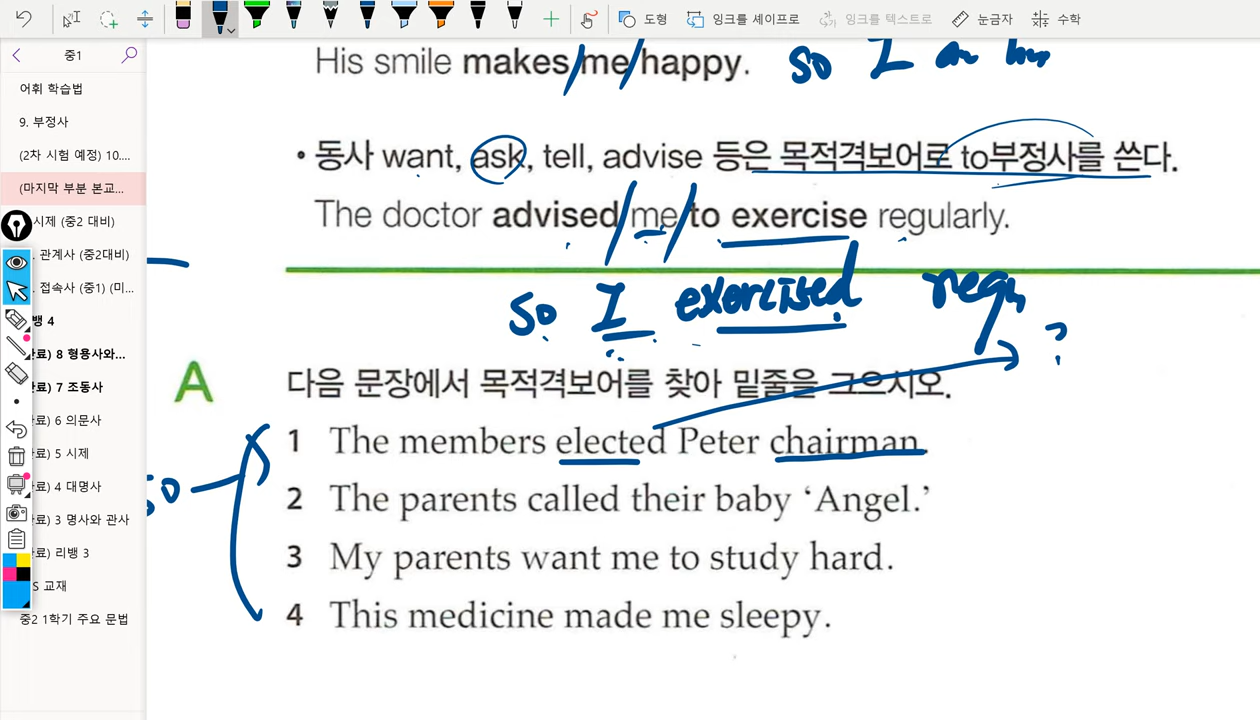 도형 잉크를 셰이프로 잉크를 텍스트로 눈금자 수학
중1
어휘 학습법
9. 부정사
(2차 시험 예정) 10....
(마지막 부분 본교...
시제 (중2 대비)
. 관계사 (중2대비)
. 접속사 (중1) (미...
뱅 4
료) 8 형용사와...
료) 7 조동사
료) 6 의문사
료) 5 시제
료) 4 대명사
료) 3 명사와 관사
료) 리뱅 3
S 교재
중2 1학기 주요 문법
His smile makes/me/happy. so I am
• 동사 want, ask, tell, advise 등은 목적격보어로 to부정사를 쓴다.
The doctor advised/me/to exercise regularly.
so I exercised regu
?
A 다음 문장에서 목적격보어를 찾아 밑줄을 그으시오.
1 The members elected Peter chairman.
so
2 The parents called their baby ‘Angel.’
3 My parents want me to study hard.
4 This medicine made me sleepy.